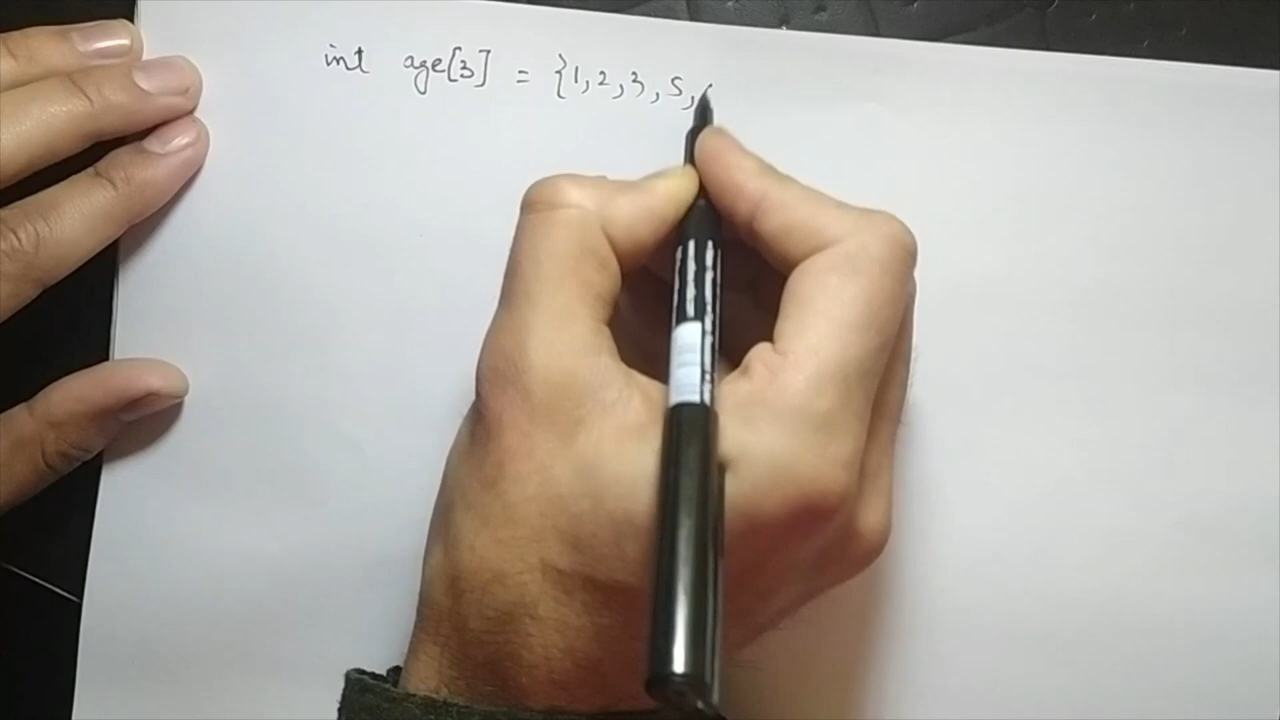 int age[3] = {1,2,3,5,